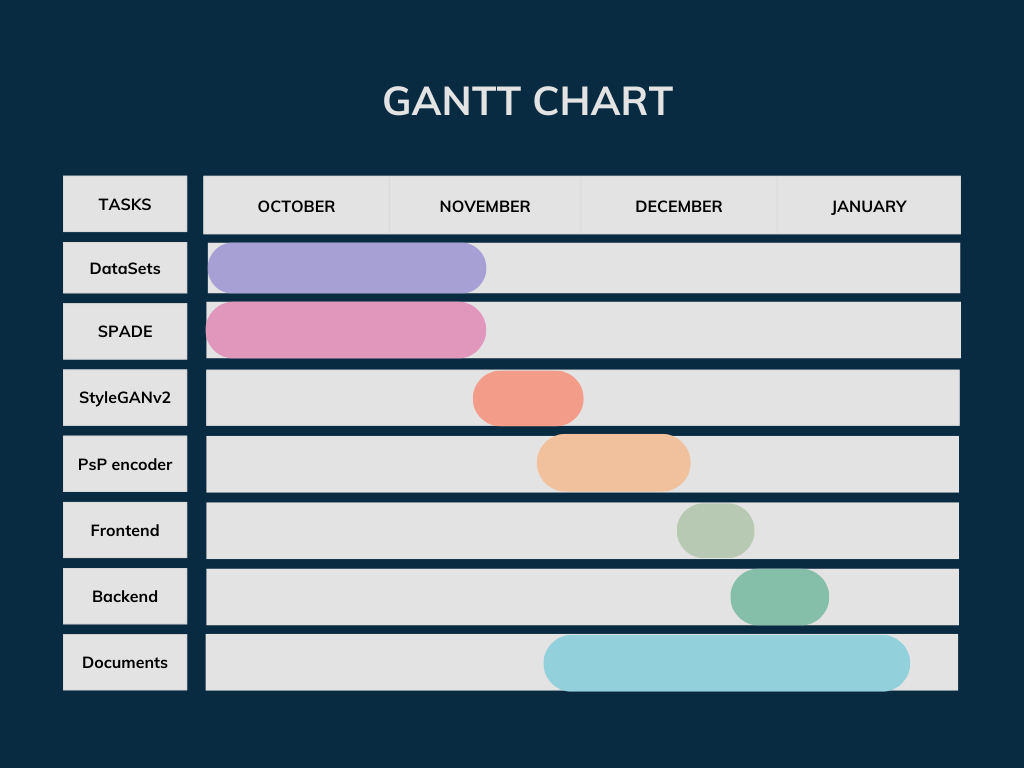 GANTT CHART
TASKS
OCTOBER
NOVEMBER
DECEMBER
JANUARY
DataSets
SPADE
StyleGANv2
PsP encoder
Frontend
Backend
Documents